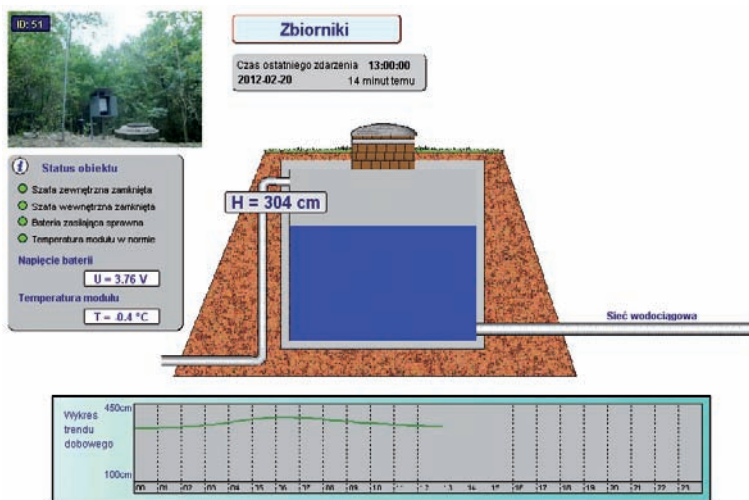 ID: 51
Zbiorniki
Czas ostatniego zdarzenia 13:00:00
2012-02-20 14 minut temu
Status obiektu
Szafa zewnętrzna zamknięta
Szafa wewnętrzna zamknięta
Bateria zasilająca sprawna
Temperatura modułu w normie
Napięcie baterii
U = 3.76 V
Temperatura modułu
T = -0.4 °C
H = 304 cm
Sieć wodociągowa
Wykres
trendu
dobowego
450cm
100cm
00 01 02 03 04 05 06 07 08 09 10 11 12 13 14 15 16 17 18 19 20 21 22 23